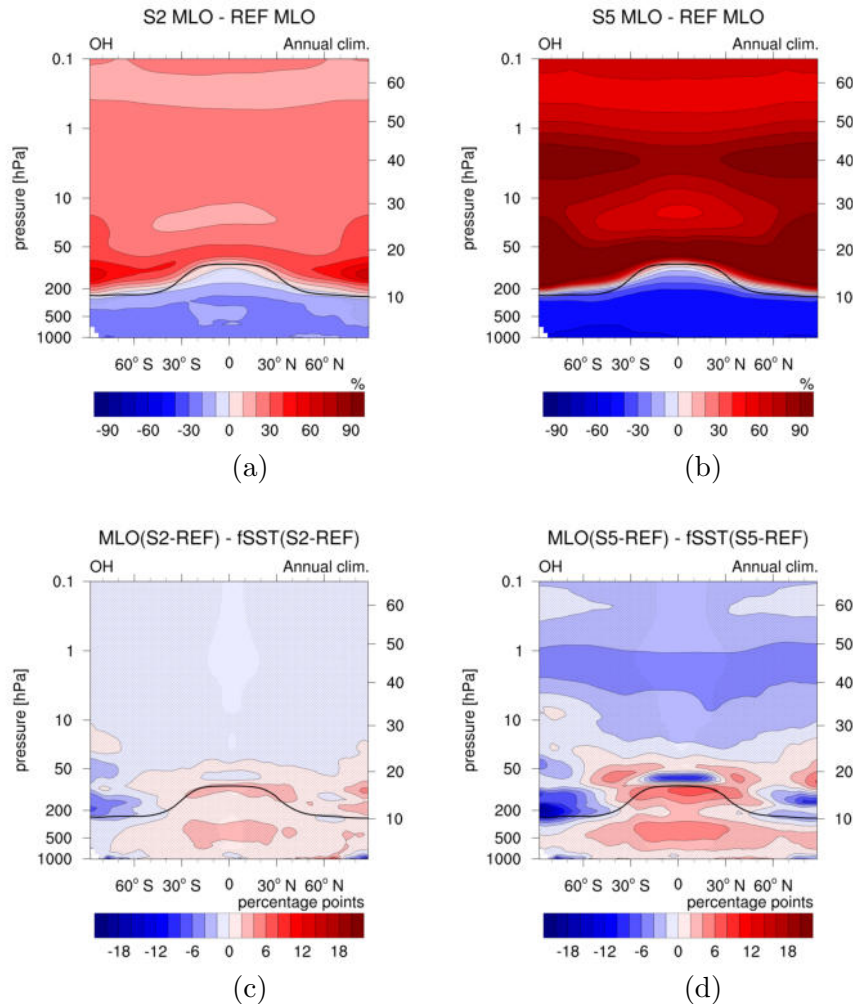 S2 MLO - REF MLO
OH Annual clim.
0.1
1
10
50
200
500
1000
pressure [hPa]
60
50
40
30
20
10
60° S 30° S 0 30° N 60° N
%
-90 -60 -30 0 30 60 90
(a)
S5 MLO - REF MLO
OH Annual clim.
0.1
1
10
50
200
500
1000
pressure [hPa]
60
50
40
30
20
10
60° S 30° S 0 30° N 60° N
%
-90 -60 -30 0 30 60 90
(b)
MLO(S2-REF) - fSST(S2-REF)
OH Annual clim.
0.1
1
10
50
200
500
1000
pressure [hPa]
60
50
40
30
20
10
60° S 30° S 0 30° N 60° N
percentage points
-18 -12 -6 0 6 12 18
(c)
MLO(S5-REF) - fSST(S5-REF)
OH Annual clim.
0.1
1
10
50
200
500
1000
pressure [hPa]
60
50
40
30
20
10
60° S 30° S 0 30° N 60° N
percentage points
-18 -12 -6 0 6 12 18
(d)